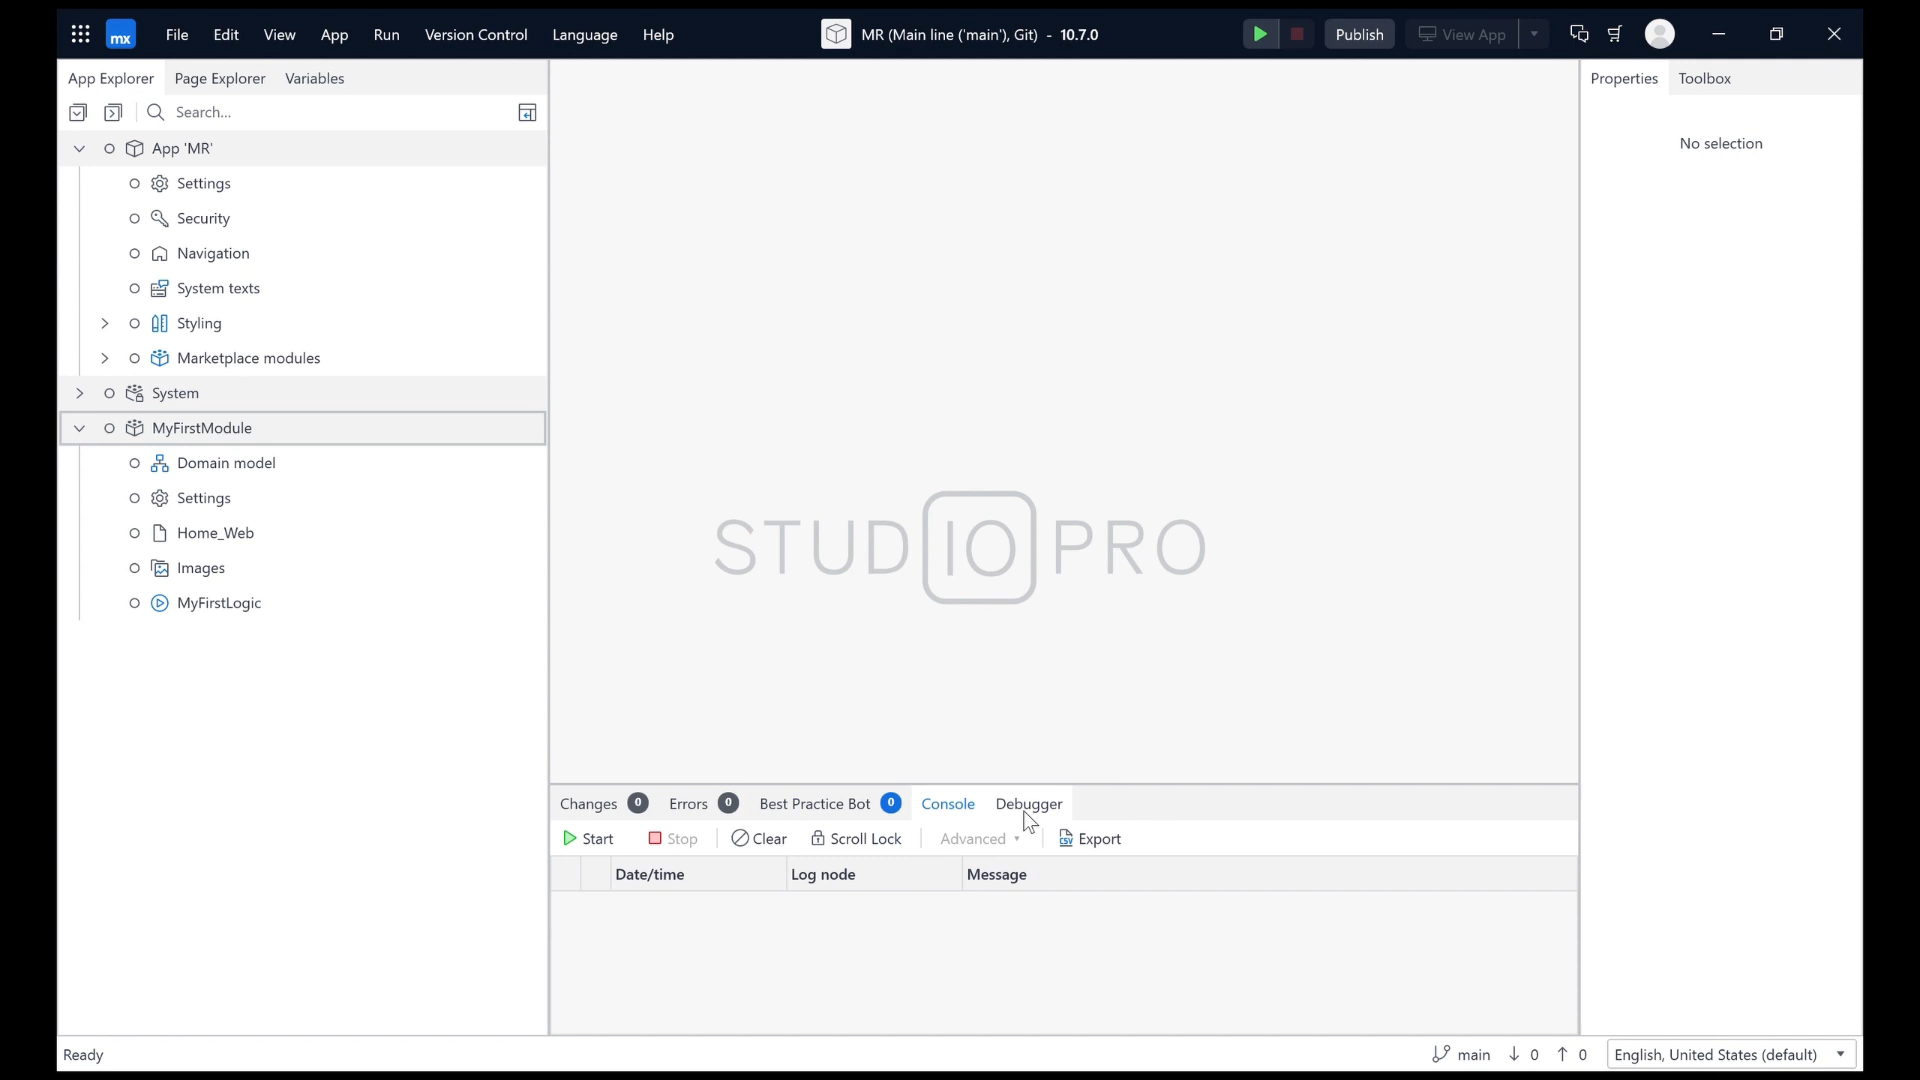 mx File Edit View App Run Version Control Language Help MR (Main line ('main'), Git) - 10.7.0 Publish View App
App Explorer Page Explorer Variables
Search...
App 'MR'
Settings
Security
Navigation
System texts
Styling
Marketplace modules
System
MyFirstModule
Domain model
Settings
Home_Web
Images
MyFirstLogic
STUDIO PRO
Changes 0 Errors 0 Best Practice Bot 0 Console Debugger
Start Stop Clear Scroll Lock Advanced CSV Export
Date/time Log node Message
Properties Toolbox
No selection
Ready main 0 0 English, United States (default)